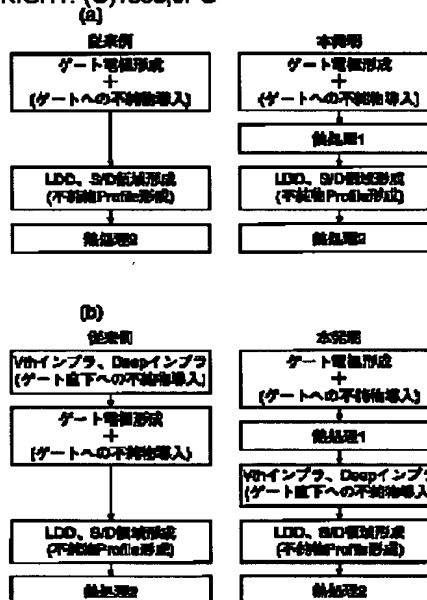 (a)
従来例
ゲート電極形成
+
(ゲートへの不純物導入)
LDD、S/D領域形成
(不純物Profile形成)
熱処理2
本発明
ゲート電極形成
+
(ゲートへの不純物導入)
熱処理1
LDD、S/D領域形成
(不純物Profile形成)
熱処理2
(b)
従来例
Vthインプラ、Deepインプラ
(ゲート直下への不純物導入)
ゲート電極形成
+
(ゲートへの不純物導入)
LDD、S/D領域形成
(不純物Profile形成)
熱処理2
本発明
ゲート電極形成
+
(ゲートへの不純物導入)
熱処理1
Vthインプラ、Deepインプラ
(ゲート直下への不純物導入
LDD、S/D領域形成
(不純物Profile形成)
熱処理2